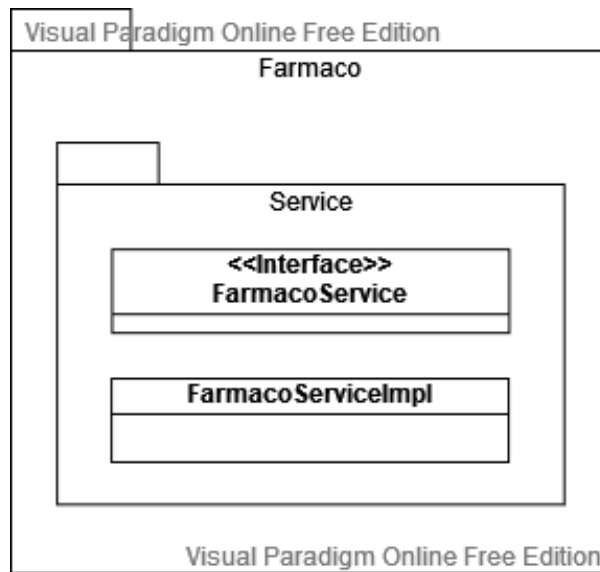 Visual Paradigm Online Free Edition
Farmaco
Service
<<Interface>>
FarmacoService
FarmacoServiceImpl
Visual Paradigm Online Free Edition